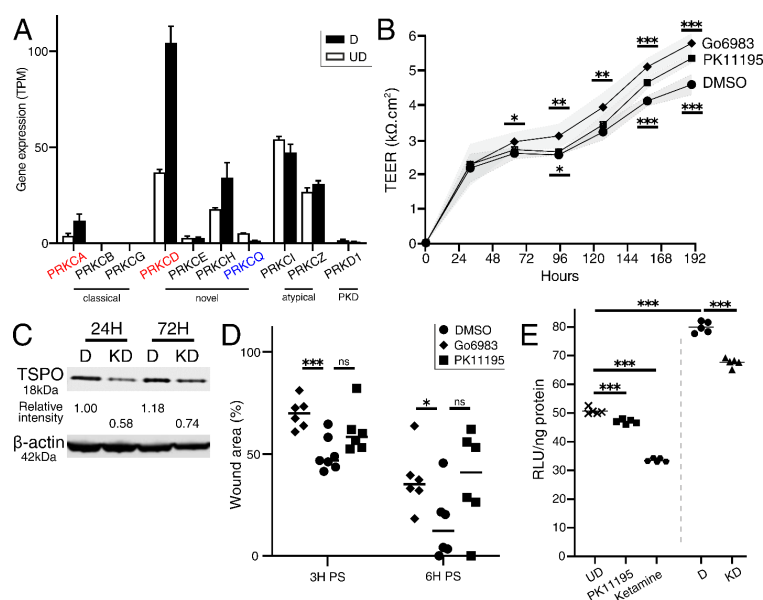 A
Gene expression (TPM)
100
50
0
D
UD
PRKCA
PRKCB
PRKCG
PRKCD
PRKCE
PRKCH
PRKCQ
PRKCI
PRKCZ
PRKD1
classical
novel
atypical
PKD
B
TEER (kΩ.cm²)
6
5
4
3
2
1
0
0
24
48
72
96
120
144
168
192
Hours
*
**
**
***
***
*
***
***
Go6983
PK11195
DMSO
C
24H
72H
D
KD
D
KD
TSPO
18kDa
Relative
intensity
1.00
0.58
1.18
0.74
β-actin
42kDa
D
Wound area (%)
100
50
0
DMSO
Go6983
PK11195
***
ns
*
ns
3H PS
6H PS
E
RLU/ng protein
80
70
60
50
40
30
20
10
0
***
***
***
***
UD
PK11195
Ketamine
D
KD